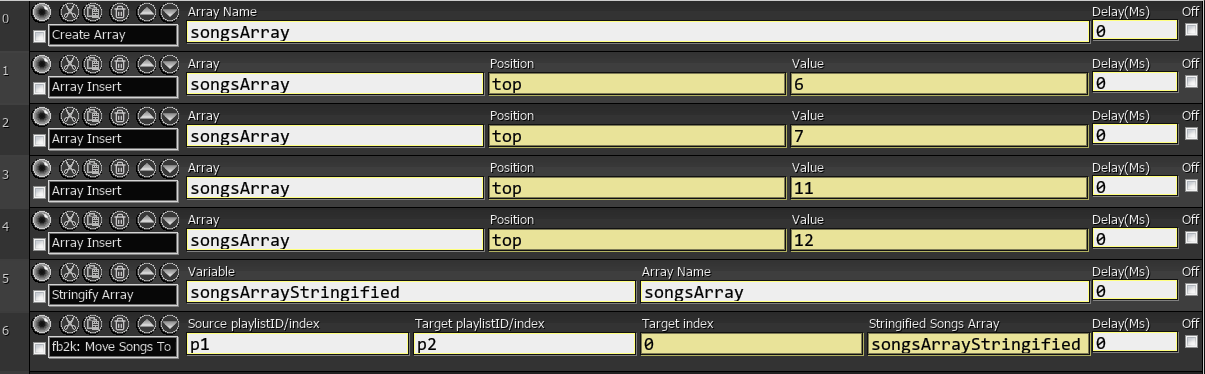 0 Array Name Delay(Ms) Off
Create Array songsArray 0
1 Array Position Value Delay(Ms) Off
Array Insert songsArray top 6 0
2 Array Position Value Delay(Ms) Off
Array Insert songsArray top 7 0
3 Array Position Value Delay(Ms) Off
Array Insert songsArray top 11 0
4 Array Position Value Delay(Ms) Off
Array Insert songsArray top 12 0
5 Variable Array Name Delay(Ms) Off
Stringify Array songsArrayStringified songsArray 0
6 Source playlistID/index Target playlistID/index Target index Stringified Songs Array Delay(Ms) Off
fb2k: Move Songs To p1 p2 0 songsArrayStringified 0